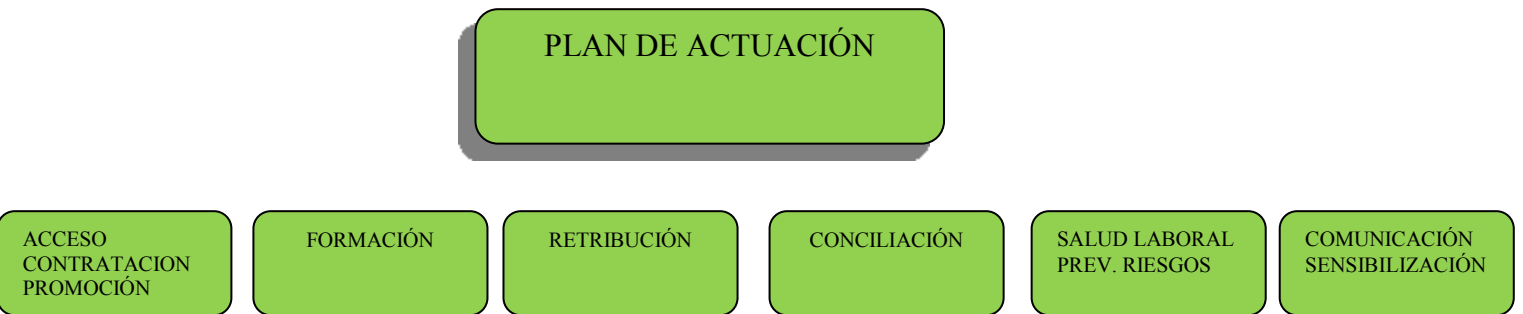 PLAN DE ACTUACIÓN
ACCESO
CONTRATACION
PROMOCIÓN
FORMACIÓN
RETRIBUCIÓN
CONCILIACIÓN
SALUD LABORAL
PREV. RIESGOS
COMUNICACIÓN
SENSIBILIZACIÓN